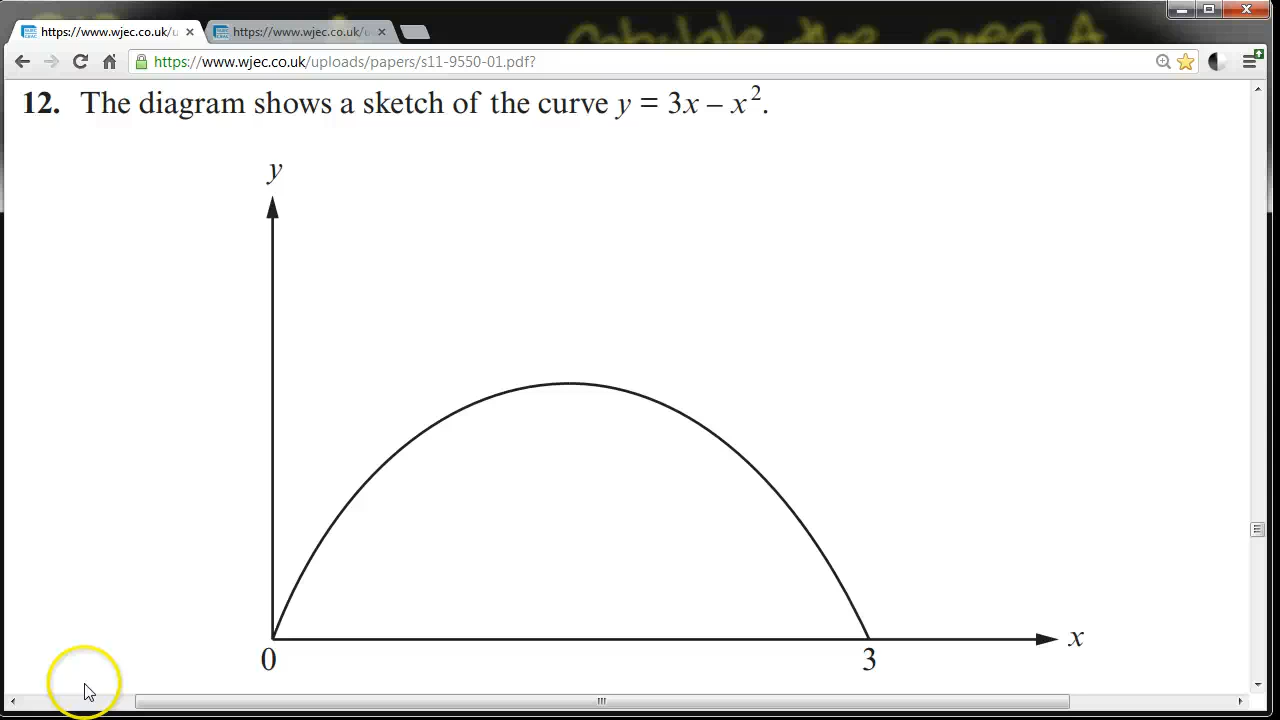 https://www.wjec.co.uk/u
https://www.wjec.co.uk/u
https://www.wjec.co.uk/uploads/papers/s11-9550-01.pdf?
12. The diagram shows a sketch of the curve y = 3x – x².
y
x
0
3